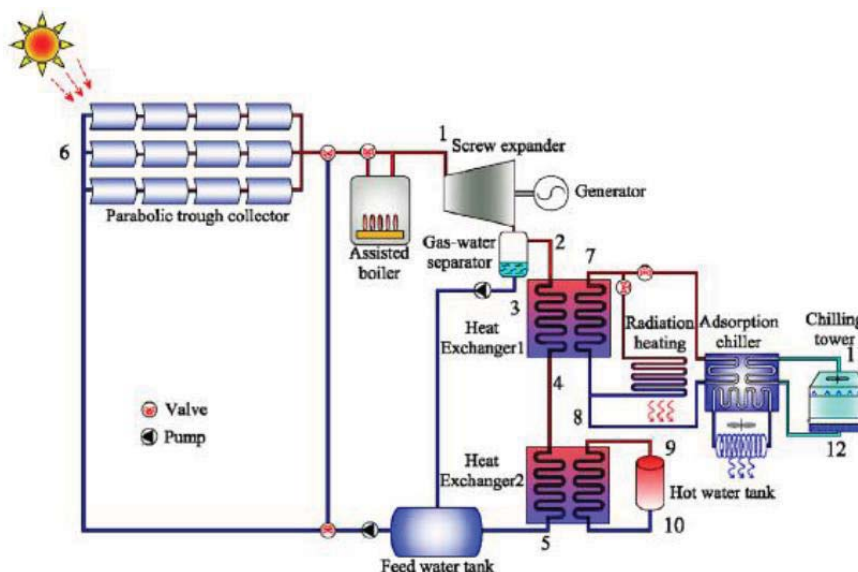 1
Screw expander
6
Generator
Parabolic trough collector
Assisted
boiler
Gas-water
separator
2
7
3
Heat
Exchanger1
Radiation
heating
Adsorption
chiller
Chilling
tower
1
4
8
12
Valve
Pump
Heat
Exchanger2
9
Hot water tank
10
5
Feed water tank